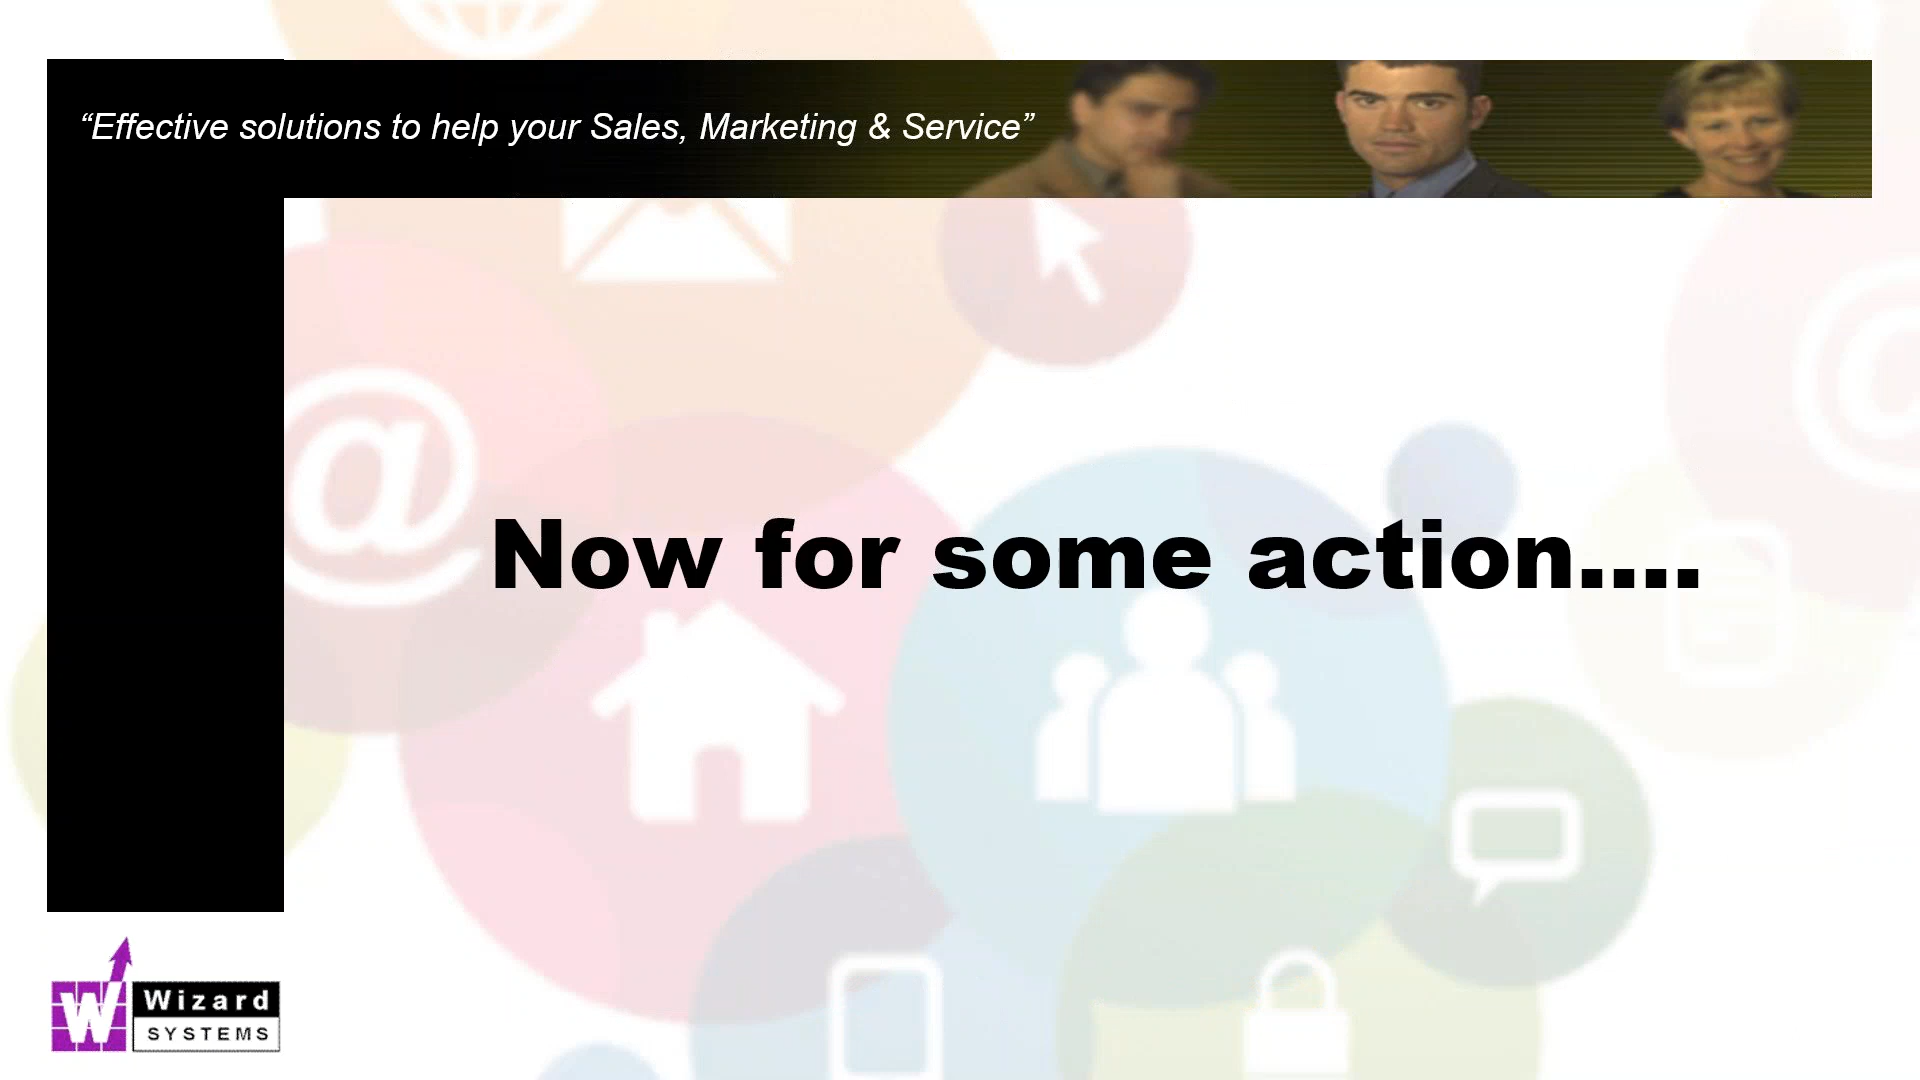 “Effective solutions to help your Sales, Marketing & Service”
Now for some action....
W Wizard
SYSTEMS